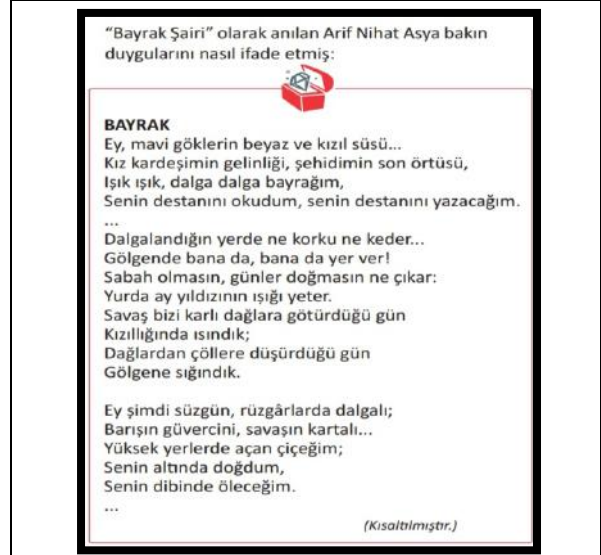 “Bayrak Şairi” olarak anılan Arif Nihat Asya bakın
duygularını nasıl ifade etmiş:
BAYRAK
Ey, mavi göklerin beyaz ve kızıl süsü...
Kız kardeşimin gelinliği, şehidimin son örtüsü,
Işık ışık, dalga dalga bayrağım,
Senin destanını okudum, senin destanını yazacağım.
...
Dalgalandığın yerde ne korku ne keder...
Gölgende bana da, bana da yer ver!
Sabah olmasın, günler doğmasın ne çıkar:
Yurda ay yıldızının ışığı yeter.
Savaş bizi karlı dağlara götürdüğü gün
Kızıllığında ısındık;
Dağlardan çöllere düşürdüğü gün
Gölgene sığındık.
Ey şimdi süzgün, rüzgârlarda dalgalı;
Barışın güvercini, savaşın kartalı...
Yüksek yerlerde açan çiçeğim;
Senin altında doğdum,
Senin dibinde öleceğim.
...
(Kısaltılmıştır.)